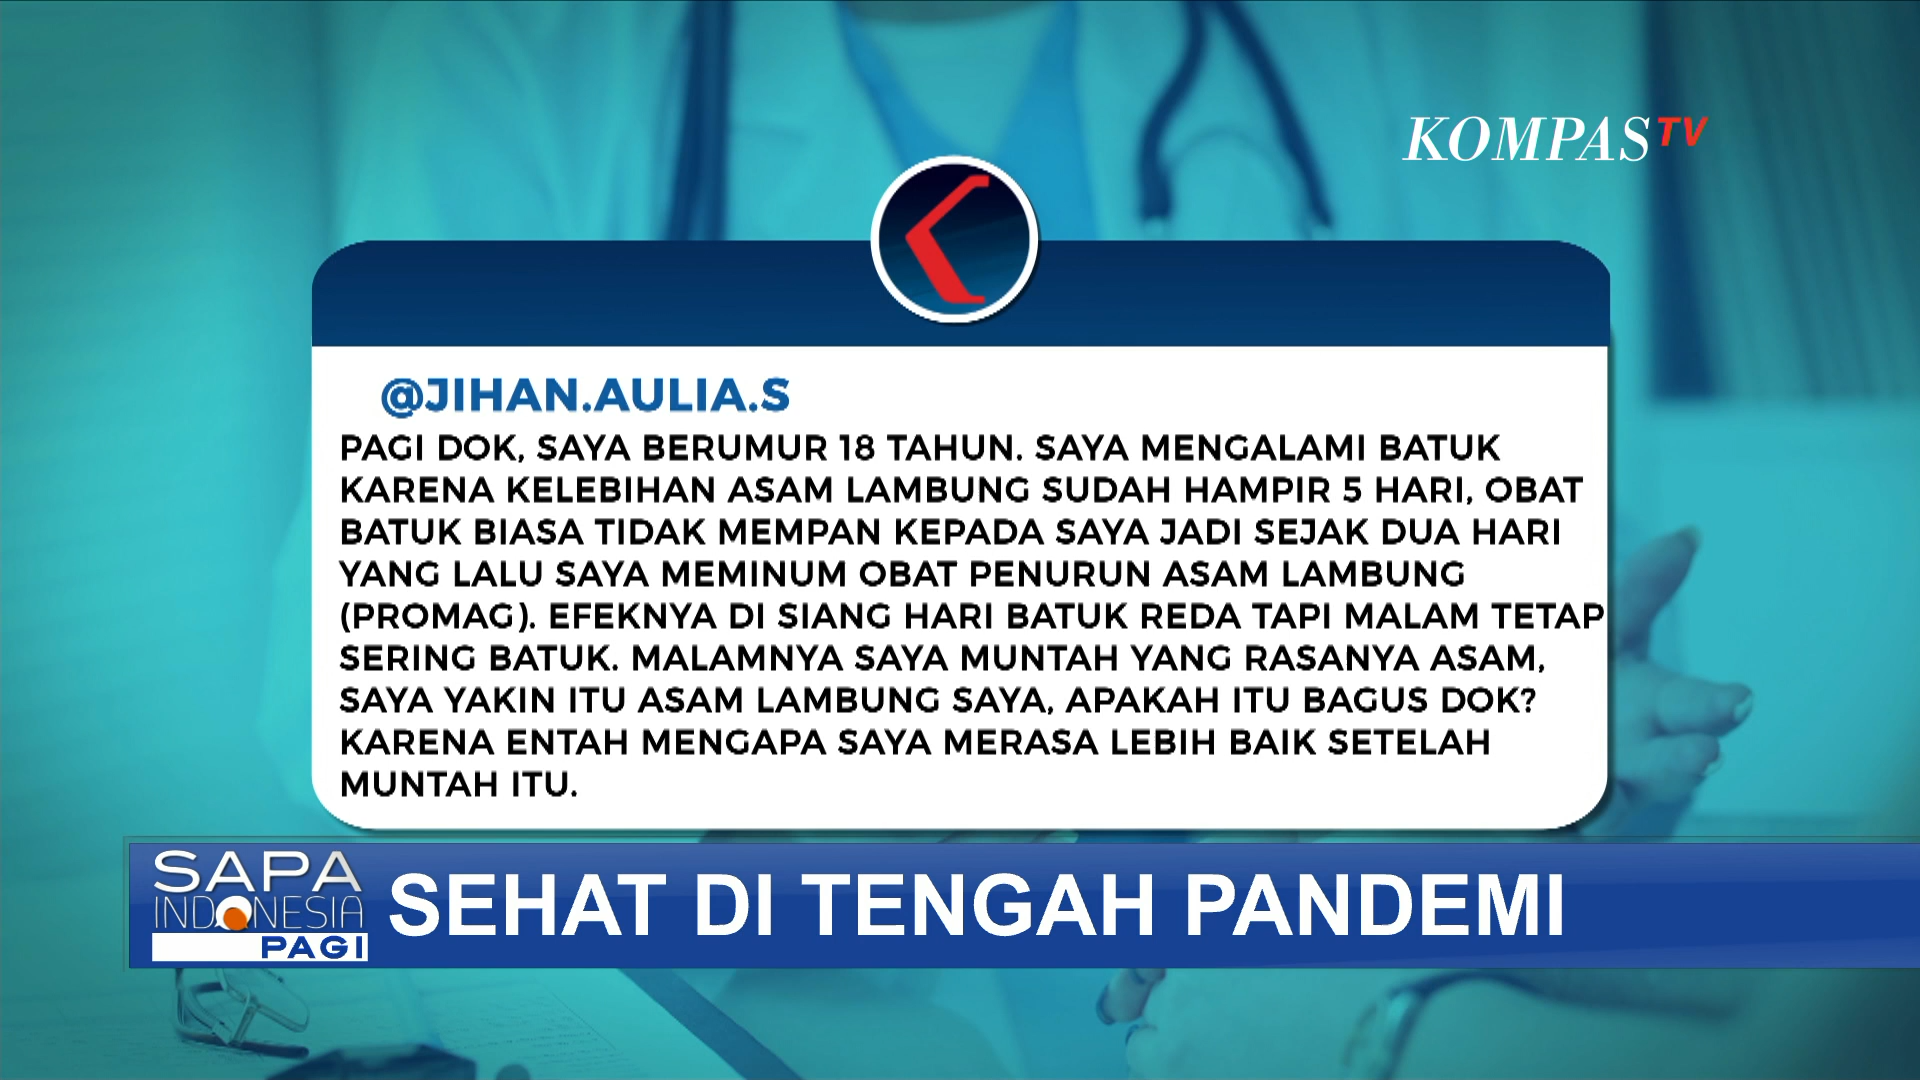 KOMPAS TV
@JIHAN.AULIA.S
PAGI DOK, SAYA BERUMUR 18 TAHUN. SAYA MENGALAMI BATUK
KARENA KELEBIHAN ASAM LAMBUNG SUDAH HAMPIR 5 HARI, OBAT
BATUK BIASA TIDAK MEMPAN KEPADA SAYA JADI SEJAK DUA HARI
YANG LALU SAYA MEMINUM OBAT PENURUN ASAM LAMBUNG
(PROMAG). EFEKNYA DI SIANG HARI BATUK REDA TAPI MALAM TETAP
SERING BATUK. MALAMNYA SAYA MUNTAH YANG RASANYA ASAM,
SAYA YAKIN ITU ASAM LAMBUNG SAYA, APAKAH ITU BAGUS DOK?
KARENA ENTAH MENGAPA SAYA MERASA LEBIH BAIK SETELAH
MUNTAH ITU.
SAPA
INDONESIA
PAGI
SEHAT DI TENGAH PANDEMI